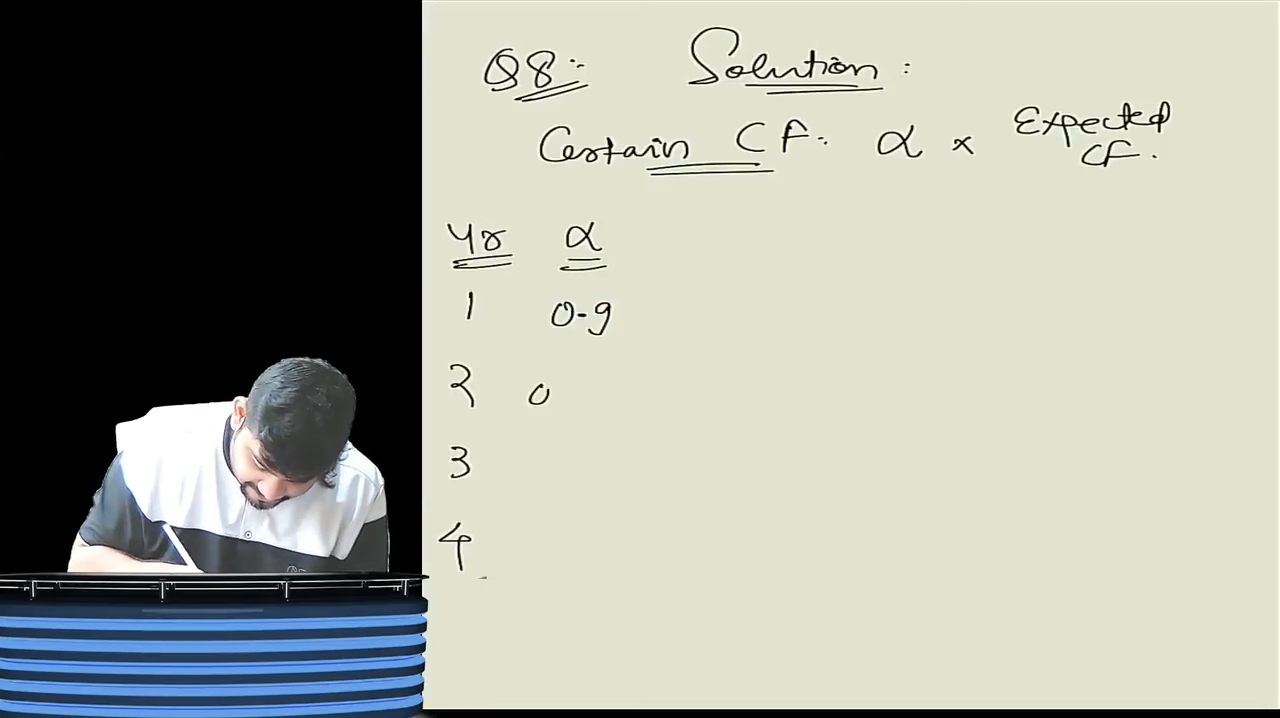 Q8:- Solution:
Certain CF: α × Expected CF.
Yr α
1 0.9
2 0
3
4